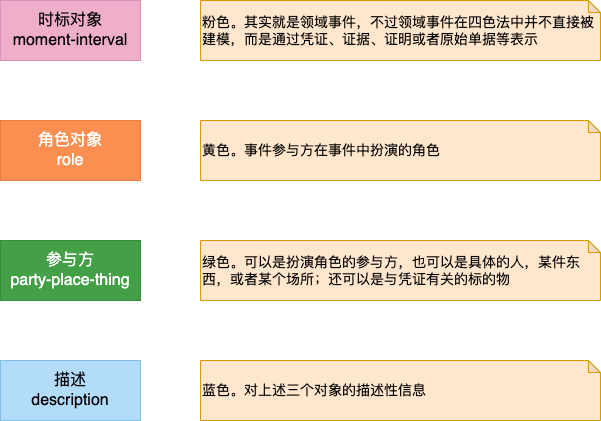 时标对象
moment-interval
粉色。其实就是领域事件，不过领域事件在四色法中并不直接被
建模，而是通过凭证、证据、证明或者原始单据等表示
角色对象
role
黄色。事件参与方在事件中扮演的角色
参与方
party-place-thing
绿色。可以是扮演角色的参与方，也可以是具体的人，某件东
西，或者某个场所；还可以是与凭证有关的标的物
描述
description
蓝色。对上述三个对象的描述性信息